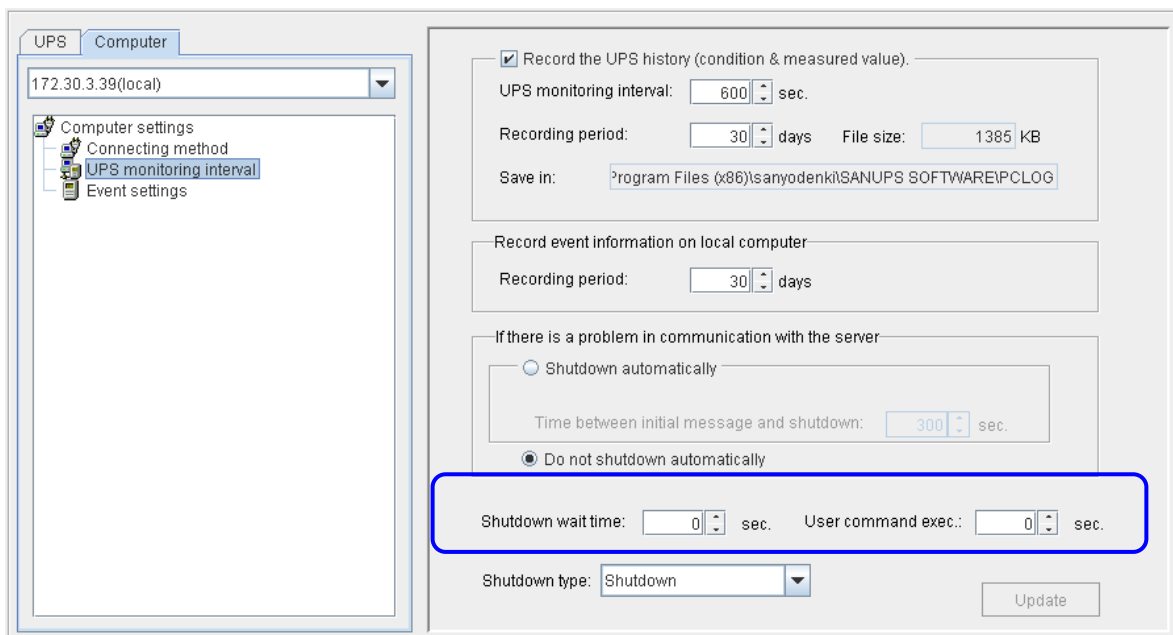 UPS Computer
172.30.3.39(local)
Computer settings
Connecting method
UPS monitoring interval
Event settings
Record the UPS history (condition & measured value).
UPS monitoring interval: 600 sec.
Recording period: 30 days File size: 1385 KB
Save in: Program Files (x86)\sanyodenki\SANUPS SOFTWARE\PCLOG
Record event information on local computer
Recording period: 30 days
If there is a problem in communication with the server
Shutdown automatically
Time between initial message and shutdown: 300 sec.
Do not shutdown automatically
Shutdown wait time: 0 sec. User command exec.: 0 sec.
Shutdown type: Shutdown
Update